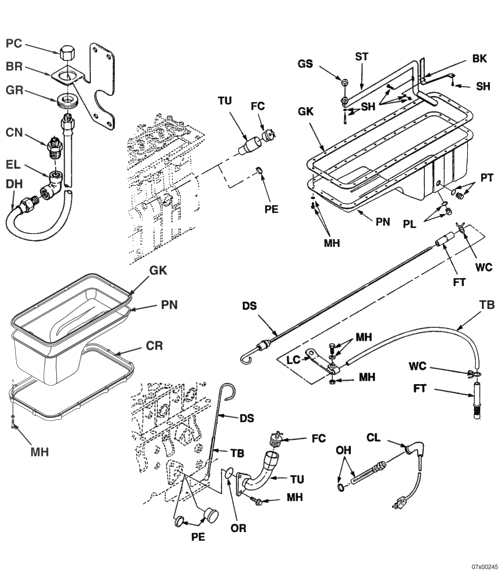 PC
BR
GR
CN
EL
DH
TU
FC
PE
GS
ST
BK
SH
SH
GK
PT
PL
PN
MH
WC
FT
DS
TB
GK
PN
CR
MH
MH
LC
MH
WC
FT
DS
TB
FC
TU
MH
OR
PE
OH
CL
07x00245